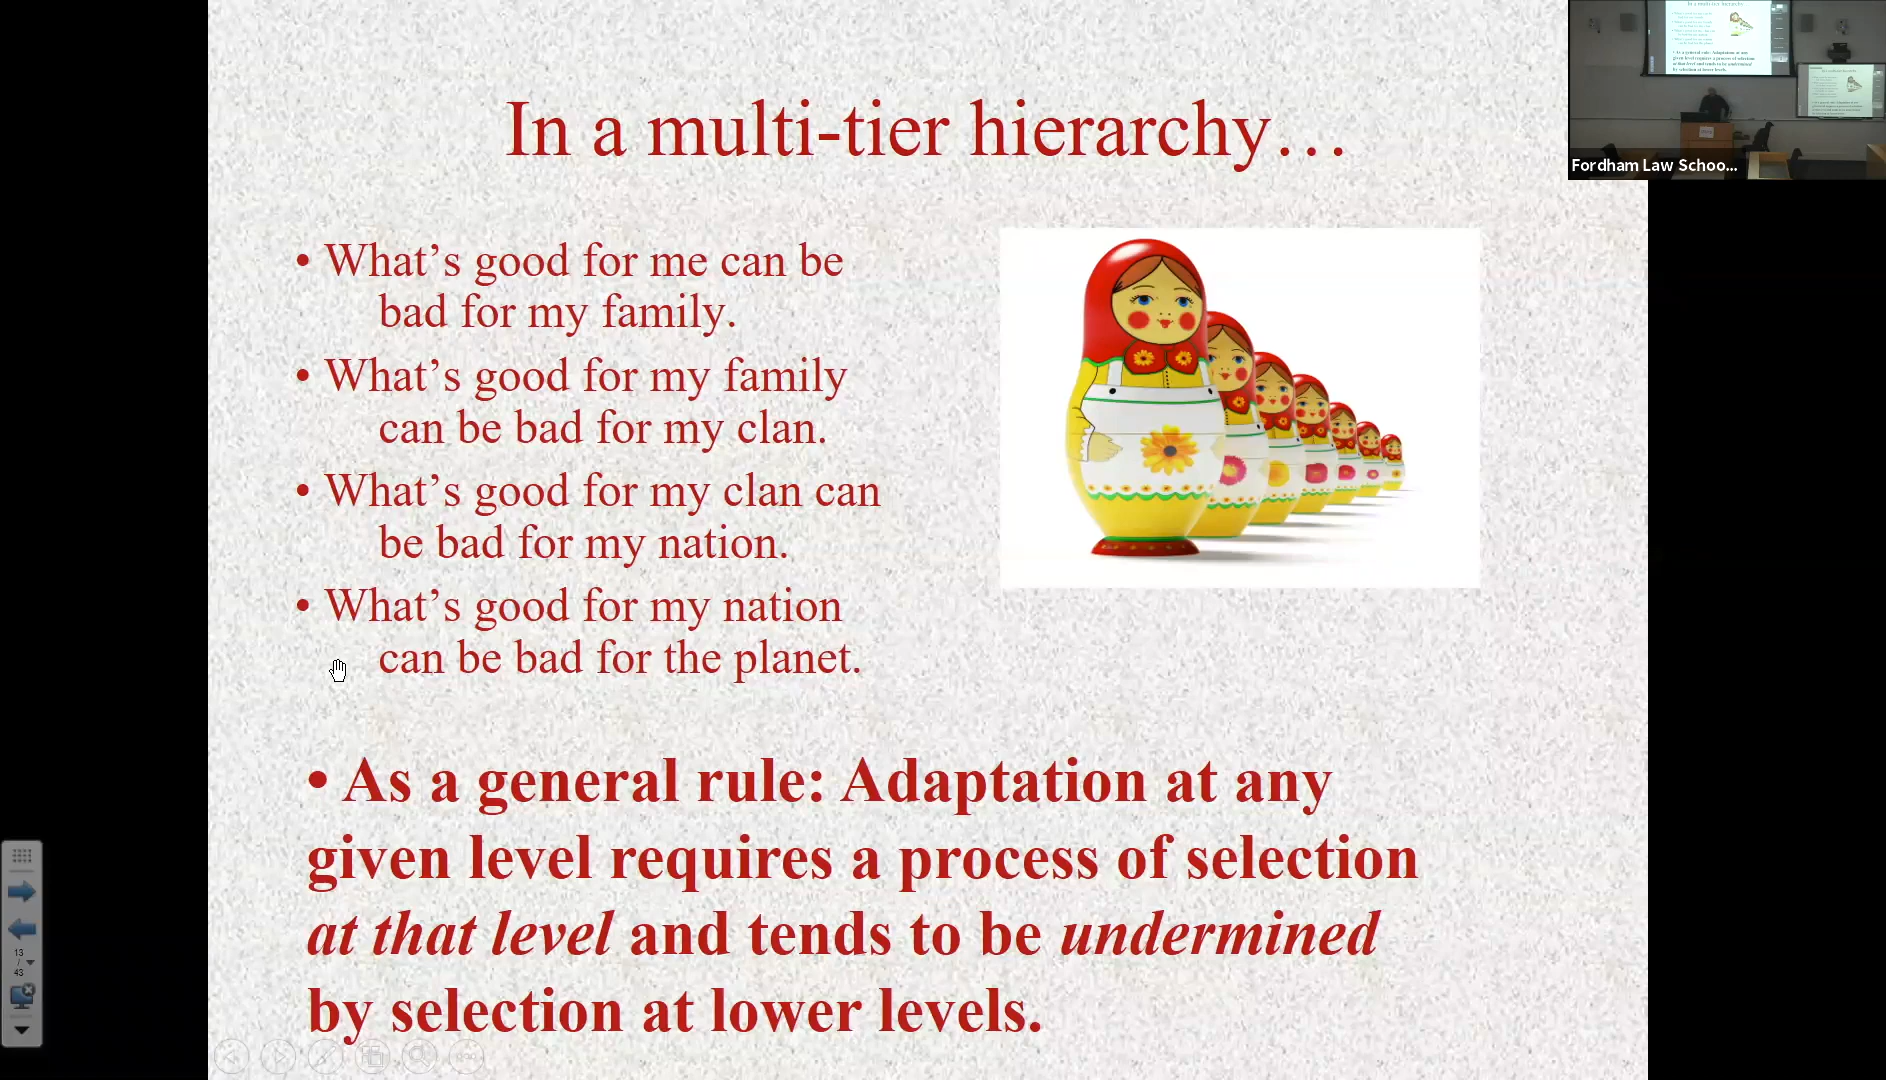 In a multi-tier hierarchy…
• What’s good for me can be
bad for my family.
• What’s good for my family
can be bad for my clan.
• What’s good for my clan can
be bad for my nation.
• What’s good for my nation
can be bad for the planet.
• As a general rule: Adaptation at any
given level requires a process of selection
at that level and tends to be undermined
by selection at lower levels.
Fordham Law Schoo...
13
/
43